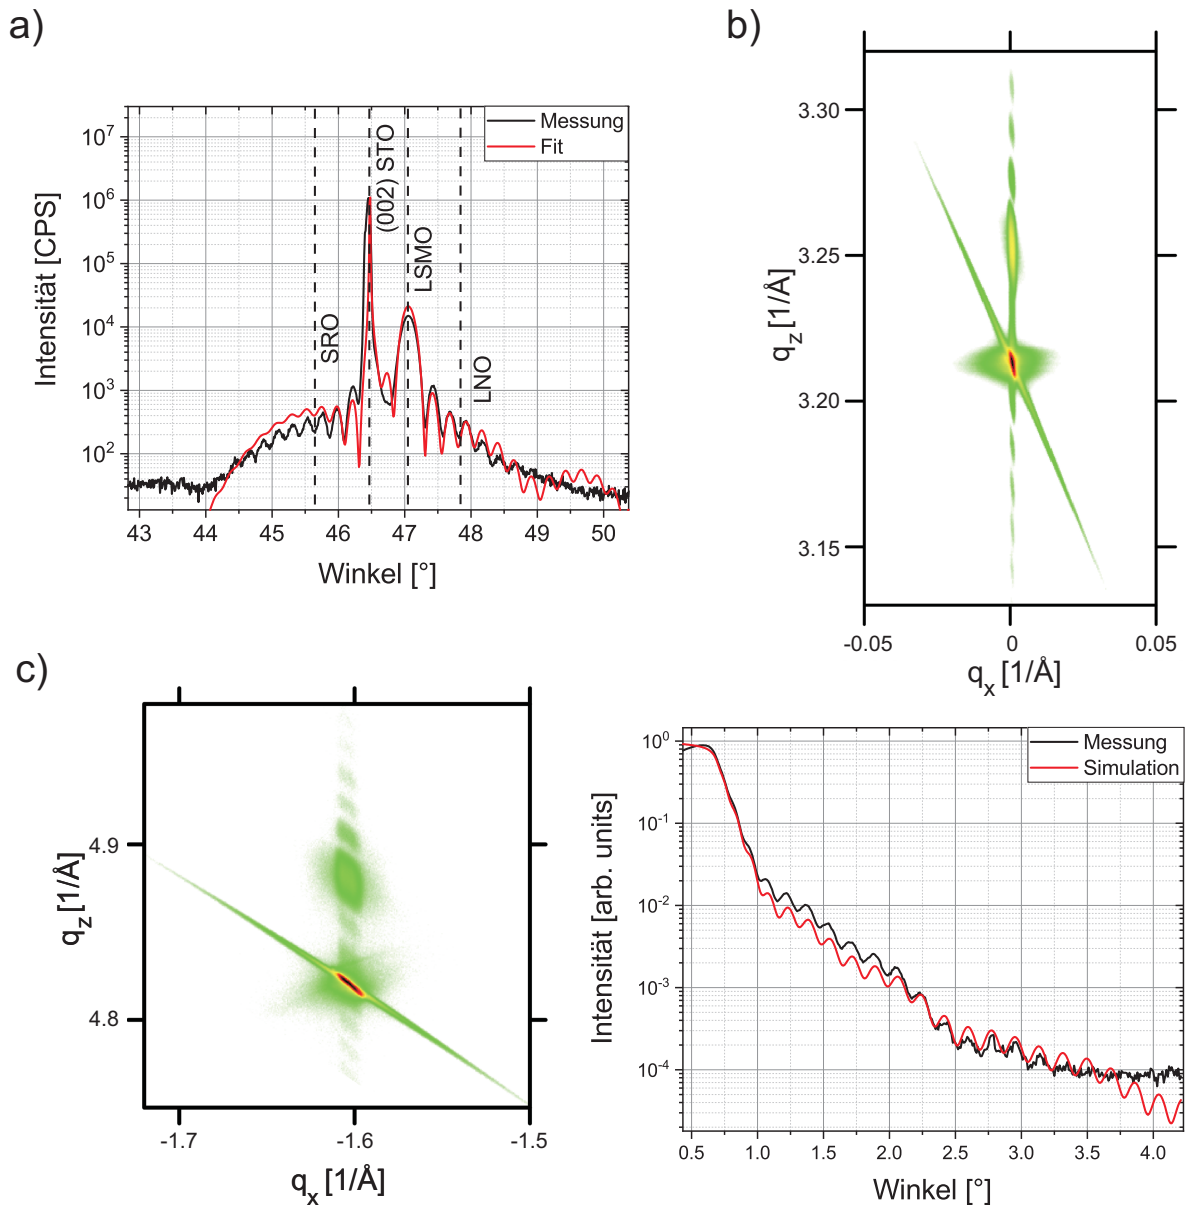 a)
Intensität [CPS]
10⁷
10⁶
10⁵
10⁴
10³
10²
43 44 45 46 47 48 49 50
Winkel [°]
Messung
Fit
SRO
(002) STO
LSMO
LNO
b)
q_z [1/Å]
3.30
3.25
3.20
3.15
-0.05 0 0.05
q_x [1/Å]
c)
q_z [1/Å]
4.9
4.8
-1.7 -1.6 -1.5
q_x [1/Å]
Intensität [arb. units]
10⁰
10⁻¹
10⁻²
10⁻³
10⁻⁴
0.5 1.0 1.5 2.0 2.5 3.0 3.5 4.0
Winkel [°]
Messung
Simulation